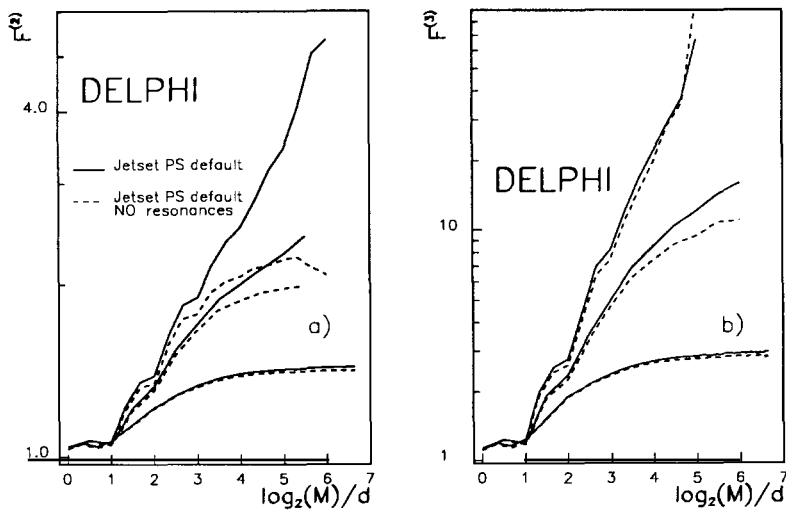 F(2)
4.0
DELPHI
Jetset PS default
Jetset PS default
NO resonances
a)
1.0
0 1 2 3 4 5 6 7
log2(M)/d
F(3)
DELPHI
10
b)
1
0 1 2 3 4 5 6 7
log2(M)/d